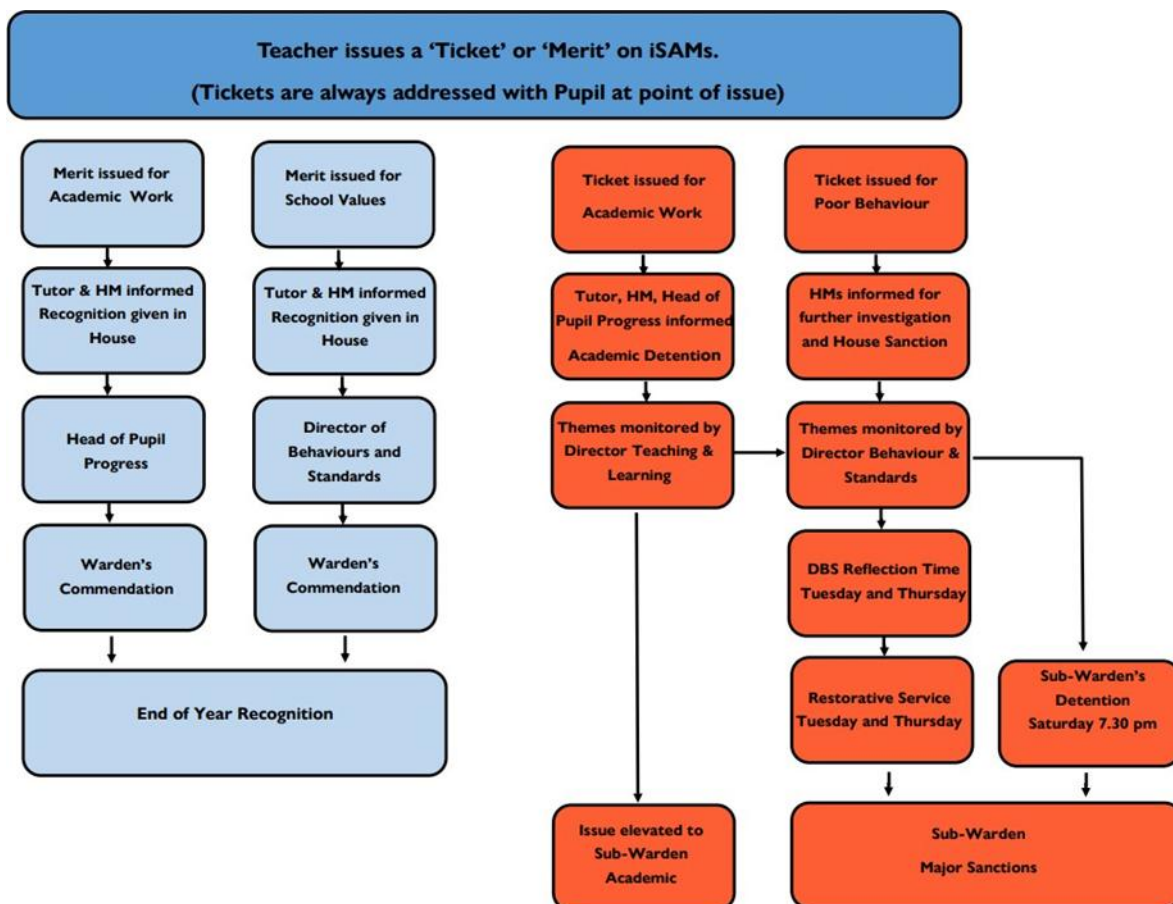 Teacher issues a ‘Ticket’ or ‘Merit’ on iSAMs.
(Tickets are always addressed with Pupil at point of issue)
Merit issued for
Academic Work
Merit issued for
School Values
Ticket issued for
Academic Work
Ticket issued for
Poor Behaviour
Tutor & HM informed
Recognition given in
House
Tutor & HM informed
Recognition given in
House
Tutor, HM, Head of
Pupil Progress informed
Academic Detention
HMs informed for
further investigation
and House Sanction
Head of Pupil
Progress
Director of
Behaviours and
Standards
Themes monitored by
Director Teaching &
Learning
Themes monitored by
Director Behaviour &
Standards
Warden’s
Commendation
Warden’s
Commendation
DBS Reflection Time
Tuesday and Thursday
End of Year Recognition
Restorative Service
Tuesday and Thursday
Sub-Warden’s
Detention
Saturday 7.30 pm
Issue elevated to
Sub-Warden
Academic
Sub-Warden
Major Sanctions